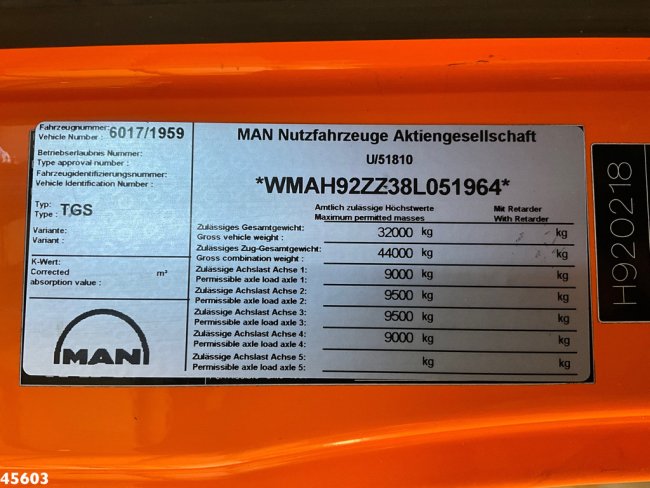 Fahrzeugnummer:
Vehicle Number : 6017/1959
Betriebserlaubnis Nummer:
Type approval number :
Fahrzeugidentifizierungsnummer:
Vehicle Identification Number :
Typ:
Type : TGS
Variante:
Variant :
K-Wert:
Corrected m²
absorption value :
MAN
MAN Nutzfahrzeuge Aktiengesellschaft
U/51810
*WMAH92ZZ38L051964*
Amtlich zulässige Höchstwerte Mit Retarder
Maximum permitted masses With Retarder
Zulässiges Gesamtgewicht:
Gross vehicle weight : 32000 kg kg
Zulässiges Zug-Gesamtgewicht:
Gross combination weight : 44000 kg kg
Zulässige Achslast Achse 1:
Permissible axle load axle 1: 9000 kg
Zulässige Achslast Achse 2:
Permissible axle load axle 2: 9500 kg kg
Zulässige Achslast Achse 3:
Permissible axle load axle 3: 9500 kg kg
Zulässige Achslast Achse 4:
Permissible axle load axle 4: 9000 kg kg
Zulässige Achslast Achse 5:
Permissible axle load axle 5: kg kg
H920218
45603